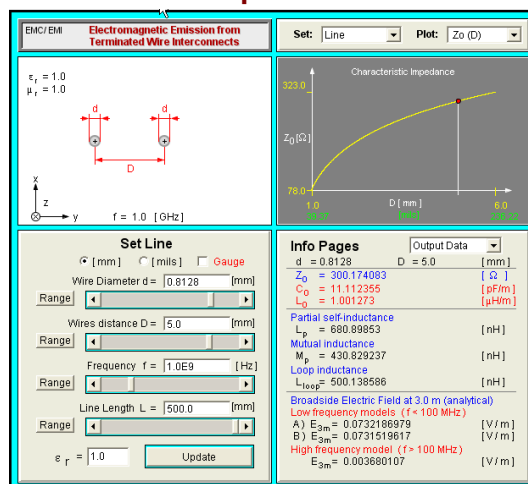 EMC/ EMI
Electromagnetic Emission from
Terminated Wire Interconnects
Set: Line
Plot: Zo (D)
ε r = 1.0
μ r = 1.0
d d
D
x
z
y
f = 1.0 [ GHz]
Characteristic Impedance
323.0
Z0 [Ω]
78.0
D [ mm ]
1.0 6.0
39.37 [mils] 236.22
Set Line
[ mm ] [ mils ] Gauge
Wire Diameter d = 0.8128 [mm]
Range
Wires distance D = 5.0 [mm]
Range
Frequency f = 1.0E9 [ Hz]
Range
Line Length L = 500.0 [mm]
Range
ε r = 1.0 Update
Info Pages Output Data
d = 0.8128 D = 5.0 [ mm ]
Z0 = 300.174083 [ Ω ]
C0 = 11.112355 [ pF/m ]
L0 = 1.001273 [ μH/m ]
Partial self-inductance
Lp = 680.89853 [ nH ]
Mutual inductance
Mp = 430.829237 [ nH ]
Loop inductance
Lloop= 500.138586 [ nH ]
Broadside Electric Field at 3.0 m (analytical)
Low frequency models ( f < 100 MHz)
A ) E3m = 0.0732186979 [ V / m ]
B ) E3m = 0.0731519617 [ V / m ]
High frequency model ( f > 100 MHz)
E3m = 0.003680107 [ V / m ]